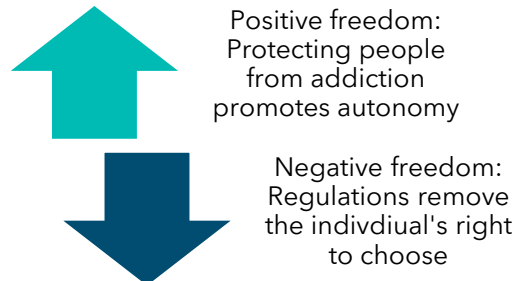 Positive freedom:
Protecting people
from addiction
promotes autonomy
Negative freedom:
Regulations remove
the indivdiual's right
to choose